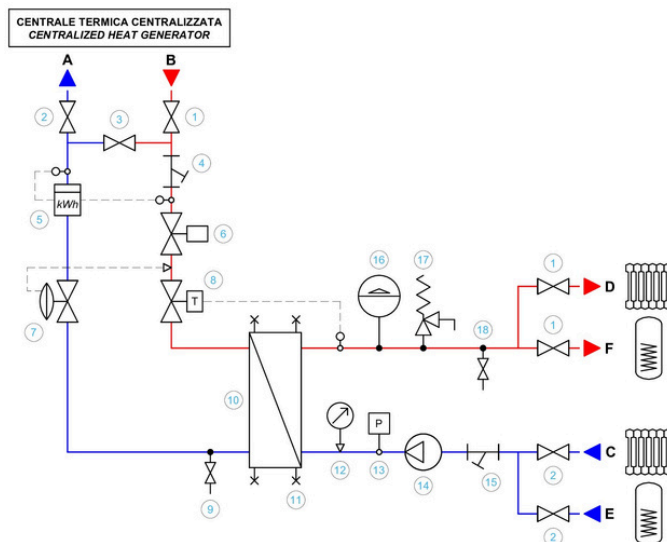 CENTRALE TERMICA CENTRALIZZATA
CENTRALIZED HEAT GENERATOR
A B
2 3 1
4
kWh
5
6
8
T
7
16 17
1
D
18
1
F
10
P
C
12 13 14 15
2
9
11
E
2